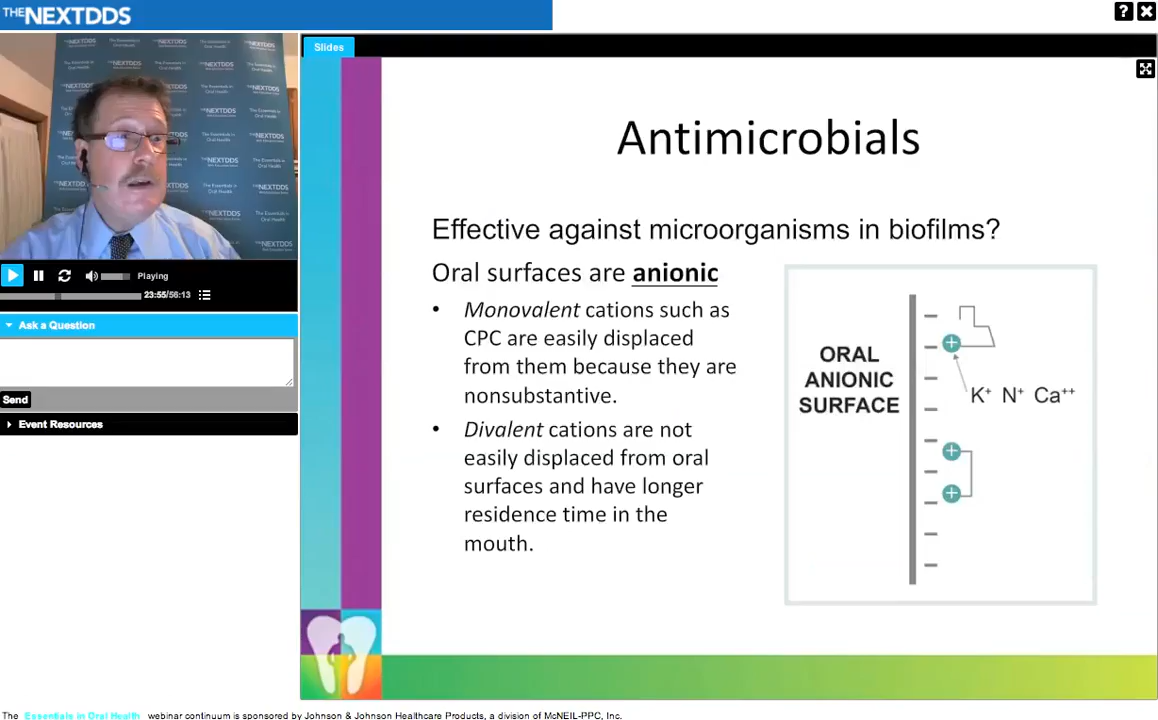 THENEXTDDS
? X
Slides
Playing
23:55/56:13
Ask a Question
Send
Event Resources
Antimicrobials
Effective against microorganisms in biofilms?
Oral surfaces are anionic
• Monovalent cations such as
CPC are easily displaced
from them because they are
nonsubstantive.
• Divalent cations are not
easily displaced from oral
surfaces and have longer
residence time in the
mouth.
ORAL
ANIONIC
SURFACE
+
K⁺ N⁺ Ca⁺⁺
+
+
The Essentials in Oral Health webinar continuum is sponsored by Johnson & Johnson Healthcare Products, a division of McNEIL-PPC, Inc.